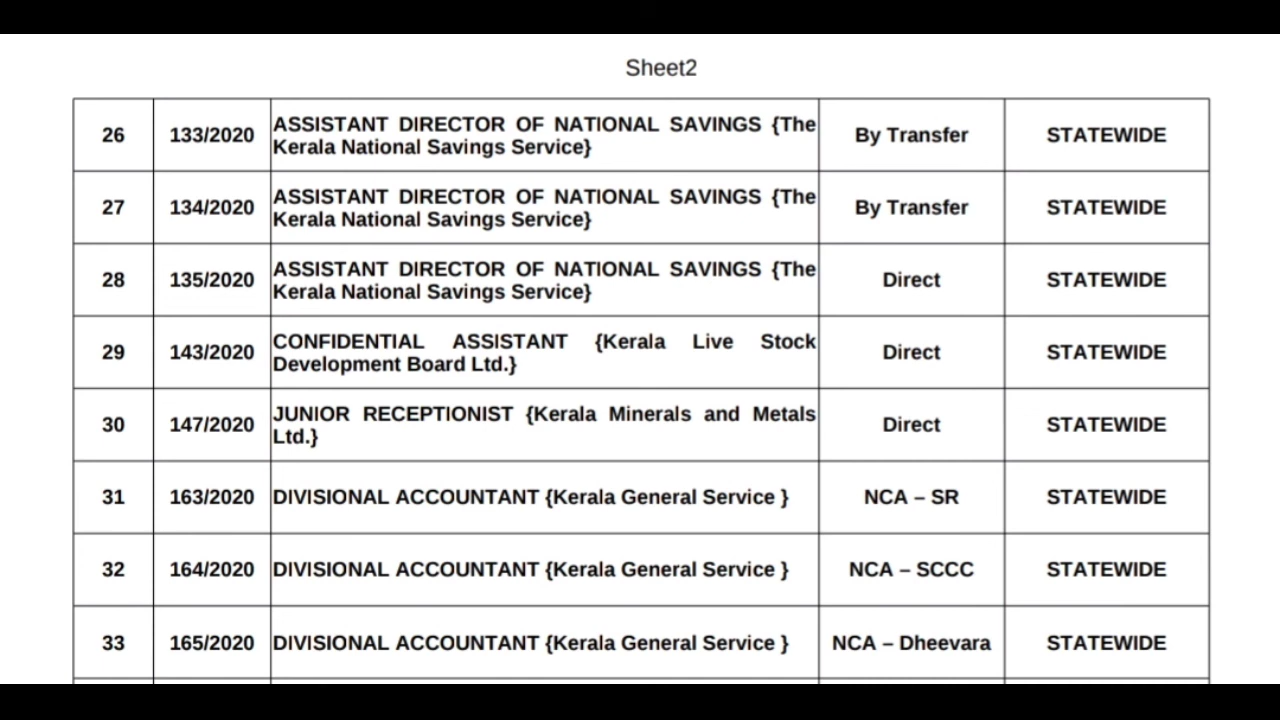 Sheet2
26 133/2020 ASSISTANT DIRECTOR OF NATIONAL SAVINGS {The Kerala National Savings Service} By Transfer STATEWIDE
27 134/2020 ASSISTANT DIRECTOR OF NATIONAL SAVINGS {The Kerala National Savings Service} By Transfer STATEWIDE
28 135/2020 ASSISTANT DIRECTOR OF NATIONAL SAVINGS {The Kerala National Savings Service} Direct STATEWIDE
29 143/2020 CONFIDENTIAL ASSISTANT {Kerala Live Stock Development Board Ltd.} Direct STATEWIDE
30 147/2020 JUNIOR RECEPTIONIST {Kerala Minerals and Metals Ltd.} Direct STATEWIDE
31 163/2020 DIVISIONAL ACCOUNTANT {Kerala General Service } NCA – SR STATEWIDE
32 164/2020 DIVISIONAL ACCOUNTANT {Kerala General Service } NCA – SCCC STATEWIDE
33 165/2020 DIVISIONAL ACCOUNTANT {Kerala General Service } NCA – Dheevara STATEWIDE